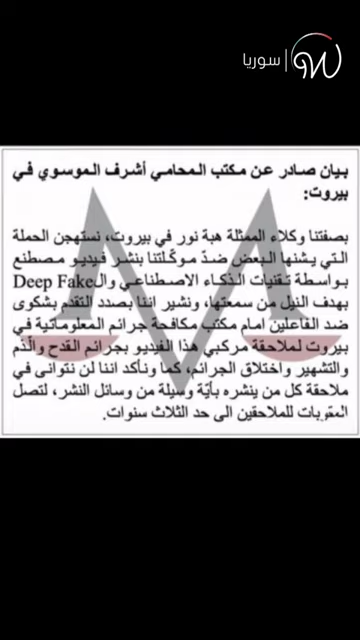 سوريا
بيان صادر عن مكتب المحامي أشرف الموسوي في
بيروت:
بصفتنا وكلاء الممثلة هبة نور في بيروت، نستهجن الحملة
التي يشنها البعض ضدّ موكّلتنا بنشر فيديو مصطنع
بواسطة تقنيات الذكاء الاصطناعي والـ Deep Fake
بهدف النيل من سمعتها، ونشير اننا بصدد التقدم بشكوى
ضد الفاعلين امام مكتب مكافحة جرائم المعلوماتية في
بيروت لملاحقة مركبي هذا الفيديو بجرائم القدح والذّم
والتشهير واختلاق الجرائم، كما ونأكد اننا لن نتوانى في
ملاحقة كل من ينشره بأيّة وسيلة من وسائل النشر، لتصل
العقوبات للملاحقين الى حد الثلاث سنوات.